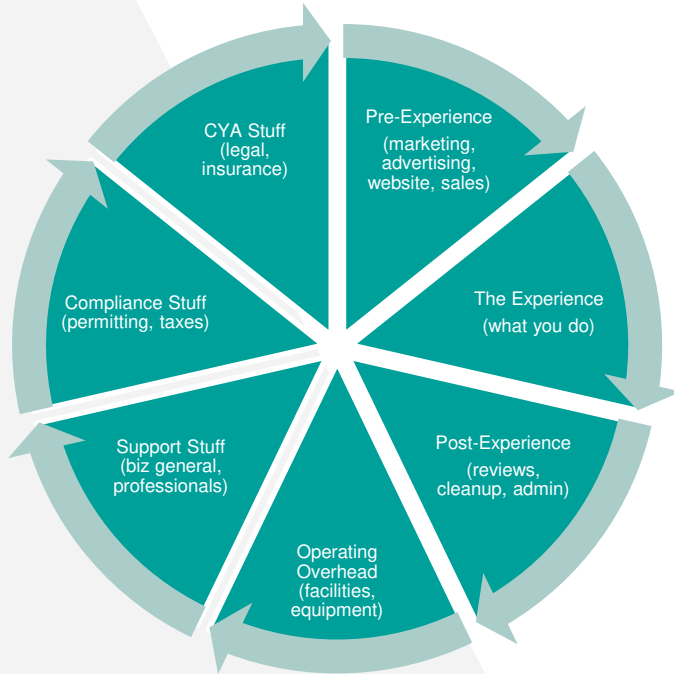 Pre-Experience
(marketing,
advertising,
website, sales)
The Experience
(what you do)
Post-Experience
(reviews,
cleanup, admin)
Operating
Overhead
(facilities,
equipment)
Support Stuff
(biz general,
professionals)
Compliance Stuff
(permitting, taxes)
CYA Stuff
(legal,
insurance)